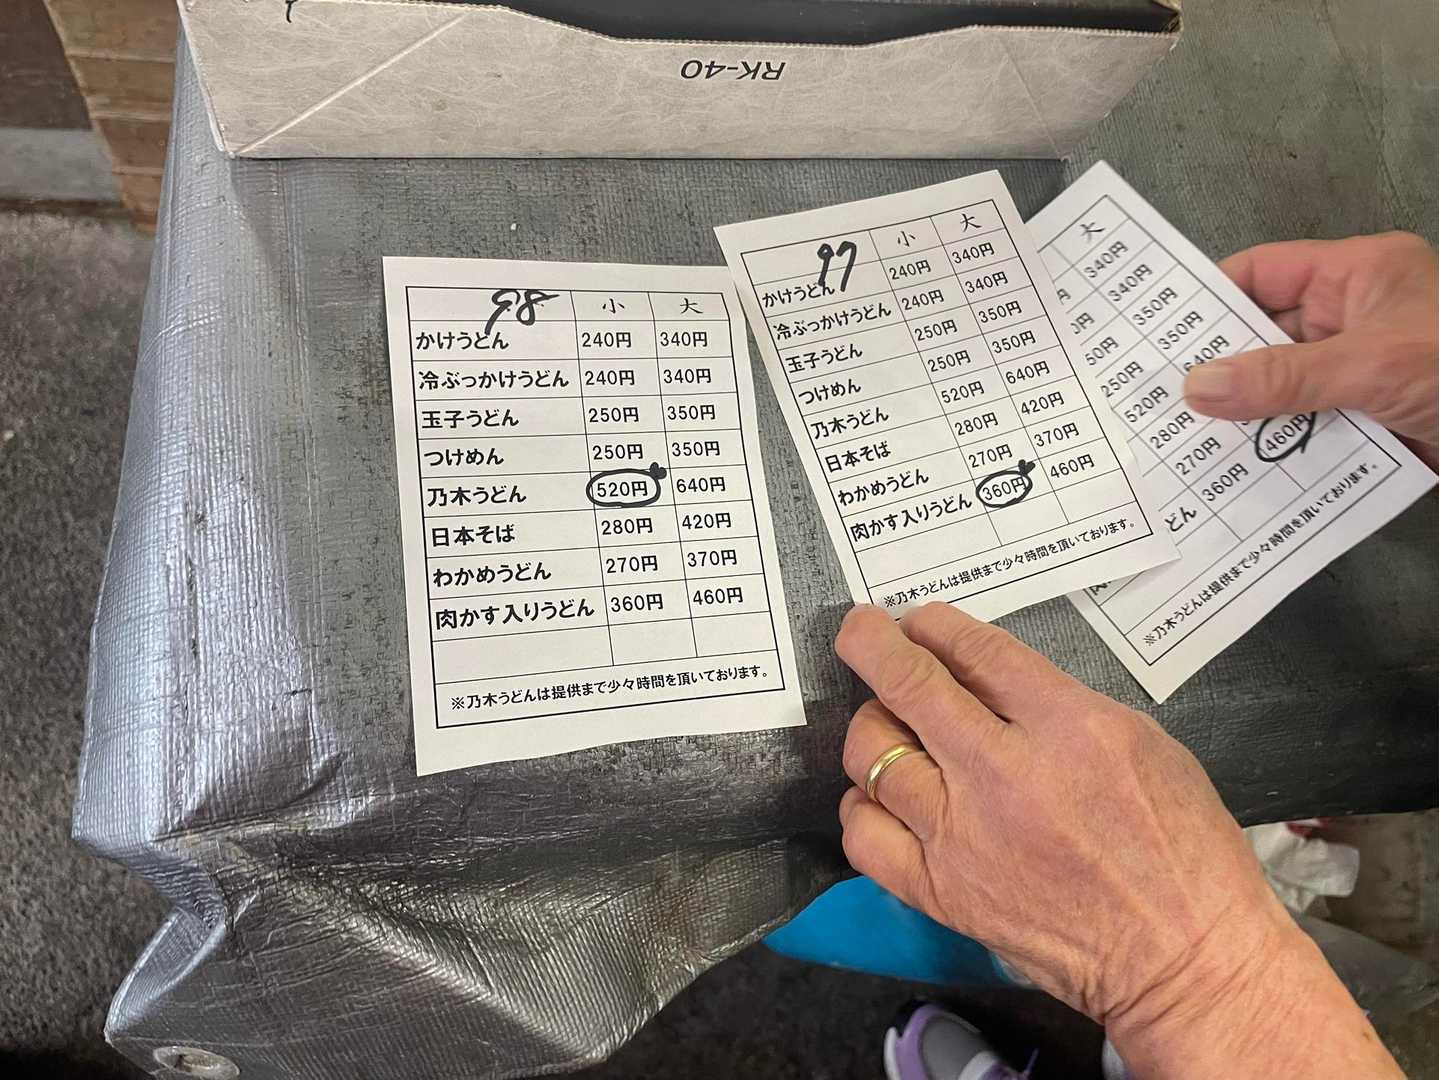 RK-40
98 小 大
かけうどん 240円 340円
冷ぶっかけうどん 240円 340円
玉子うどん 250円 350円
つけめん 250円 350円
乃木うどん 520円 640円
日本そば 280円 420円
わかめうどん 270円 370円
肉かす入りうどん 360円 460円
※乃木うどんは提供まで少々時間を頂いております。
97 小 大
かけうどん 240円 340円
冷ぶっかけうどん 240円 340円
玉子うどん 250円 350円
つけめん 250円 350円
乃木うどん 520円 640円
日本そば 280円 420円
わかめうどん 270円 370円
肉かす入りうどん 360円 460円
※乃木うどんは提供まで少々時間を頂いております。
大
円 340円
円 340円
50円 350円
250円 350円
520円 640円
280円
270円
どん 360円 460円
※乃木うどんは提供まで少々時間を頂いております。